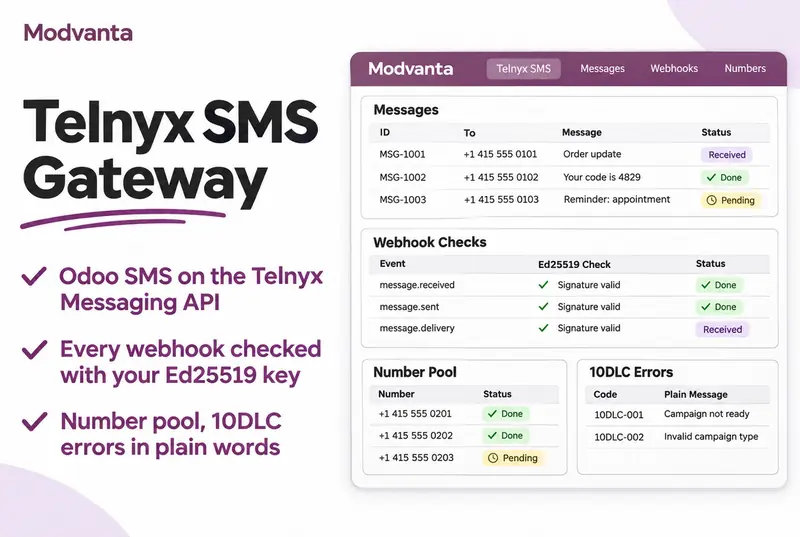 Modvanta
Telnyx SMS
Gateway
Odoo SMS on the Telnyx
Messaging API
Every webhook checked
with your Ed25519 key
Number pool, 10DLC
errors in plain words
Modvanta Telnyx SMS Messages Webhooks Numbers
Messages
ID To Message Status
MSG-1001 +1 415 555 0101 Order update Received
MSG-1002 +1 415 555 0102 Your code is 4829 Done
MSG-1003 +1 415 555 0103 Reminder: appointment Pending
Webhook Checks
Event Ed25519 Check Status
message.received Signature valid Done
message.sent Signature valid Done
message.delivery Signature valid Received
Number Pool
Number Status
+1 415 555 0201 Done
+1 415 555 0202 Done
+1 415 555 0203 Pending
10DLC Errors
Code Plain Message
10DLC-001 Campaign not ready
10DLC-002 Invalid campaign type